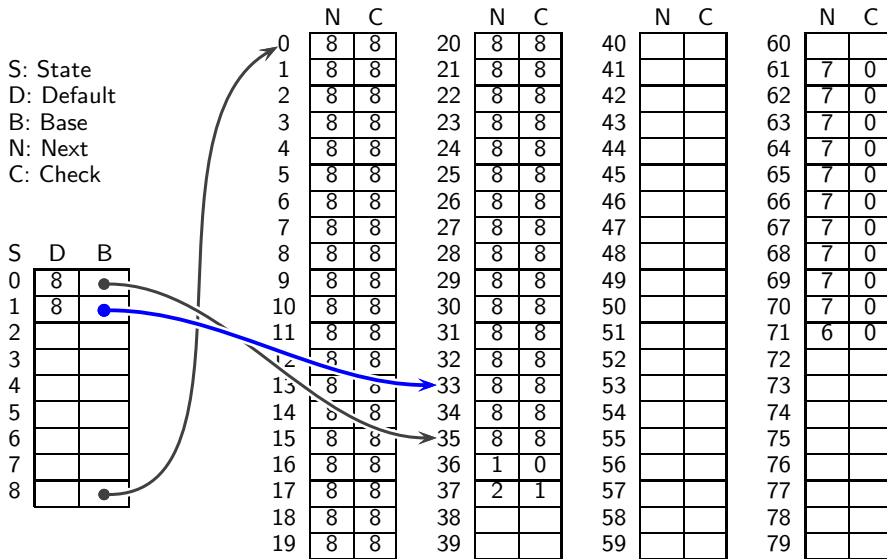 S: State
D: Default
B: Base
N: Next
C: Check
S D B
0 8
1 8
2
3
4
5
6
7
8
N C
0 8 8
1 8 8
2 8 8
3 8 8
4 8 8
5 8 8
6 8 8
7 8 8
8 8 8
9 8 8
10 8 8
11 8 8
12 8 8
13 8 8
14 8 8
15 8 8
16 8 8
17 8 8
18 8 8
19 8 8
N C
20 8 8
21 8 8
22 8 8
23 8 8
24 8 8
25 8 8
26 8 8
27 8 8
28 8 8
29 8 8
30 8 8
31 8 8
32 8 8
33 8 8
34 8 8
35 8 8
36 1 0
37 2 1
38
39
N C
40
41
42
43
44
45
46
47
48
49
50
51
52
53
54
55
56
57
58
59
N C
60
61 7 0
62 7 0
63 7 0
64 7 0
65 7 0
66 7 0
67 7 0
68 7 0
69 7 0
70 7 0
71 6 0
72
73
74
75
76
77
78
79